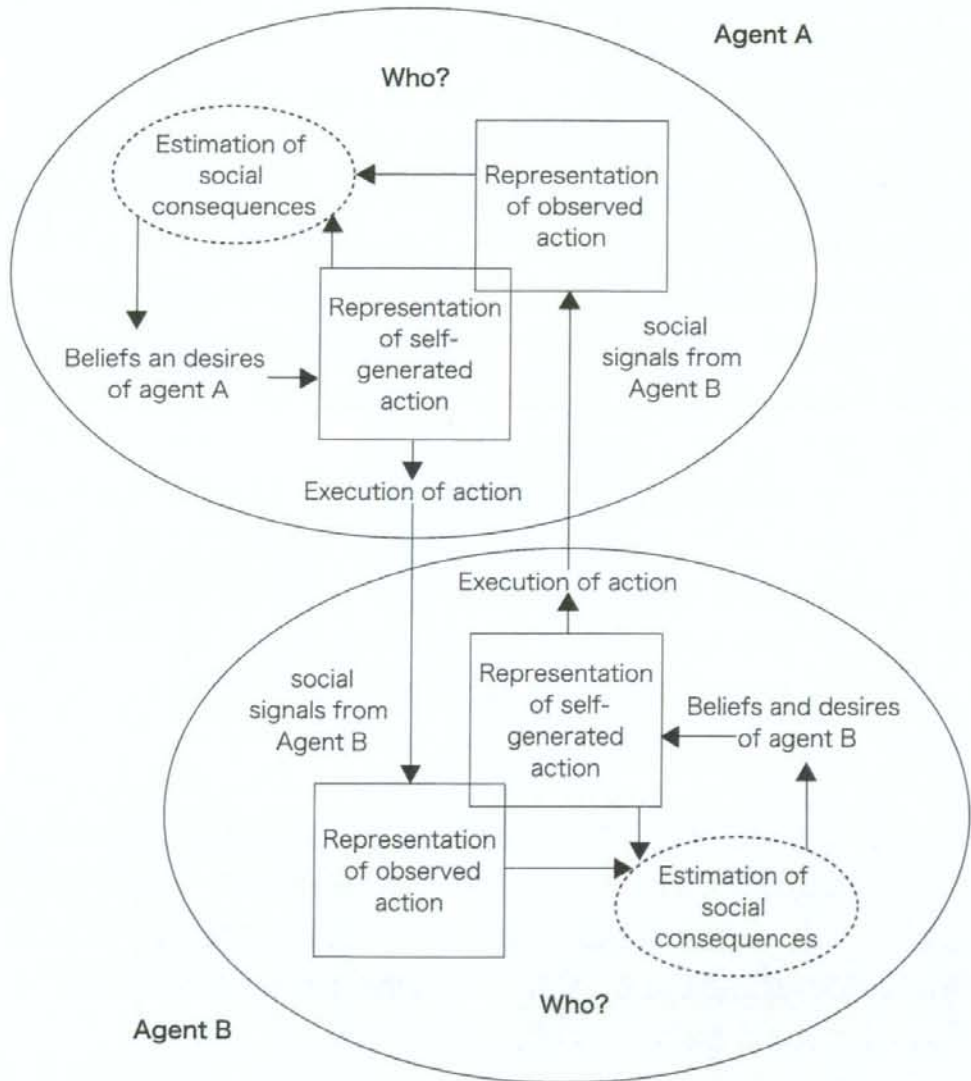 Agent A
Who?
Estimation of
social
consequences
Representation
of observed
action
Representation
of self-
generated
action
social
signals from
Agent B
Beliefs an desires
of agent A
Execution of action
Execution of action
social
signals from
Agent B
Representation
of self-
generated
action
Beliefs and desires
of agent B
Representation
of observed
action
Estimation of
social
consequences
Who?
Agent B